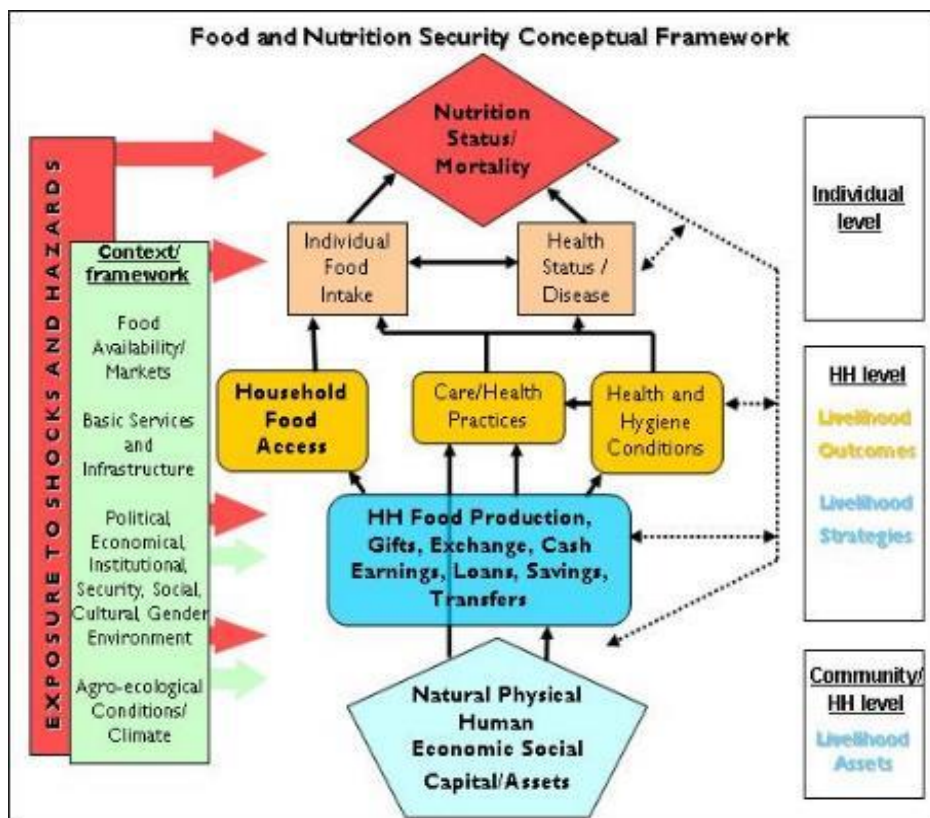 Food and Nutrition Security Conceptual Framework
EXPOSURE TO SHOCKS AND HAZARDS
Context/
framework
Food
Availability/
Markets
Basic Services
and
Infrastructure
Political,
Economical,
Institutional,
Security, Social,
Cultural, Gender
Environment
Agro-ecological
Conditions/
Climate
Nutrition
Status/
Mortality
Individual
Food
Intake
Health
Status /
Disease
Household
Food
Access
Care/Health
Practices
Health and
Hygiene
Conditions
HH Food Production,
Gifts, Exchange, Cash
Earnings, Loans, Savings,
Transfers
Natural Physical
Human
Economic Social
Capital/Assets
Individual
level
HH level
Livelihood
Outcomes
Livelihood
Strategies
Community/
HH level
Livelihood
Assets